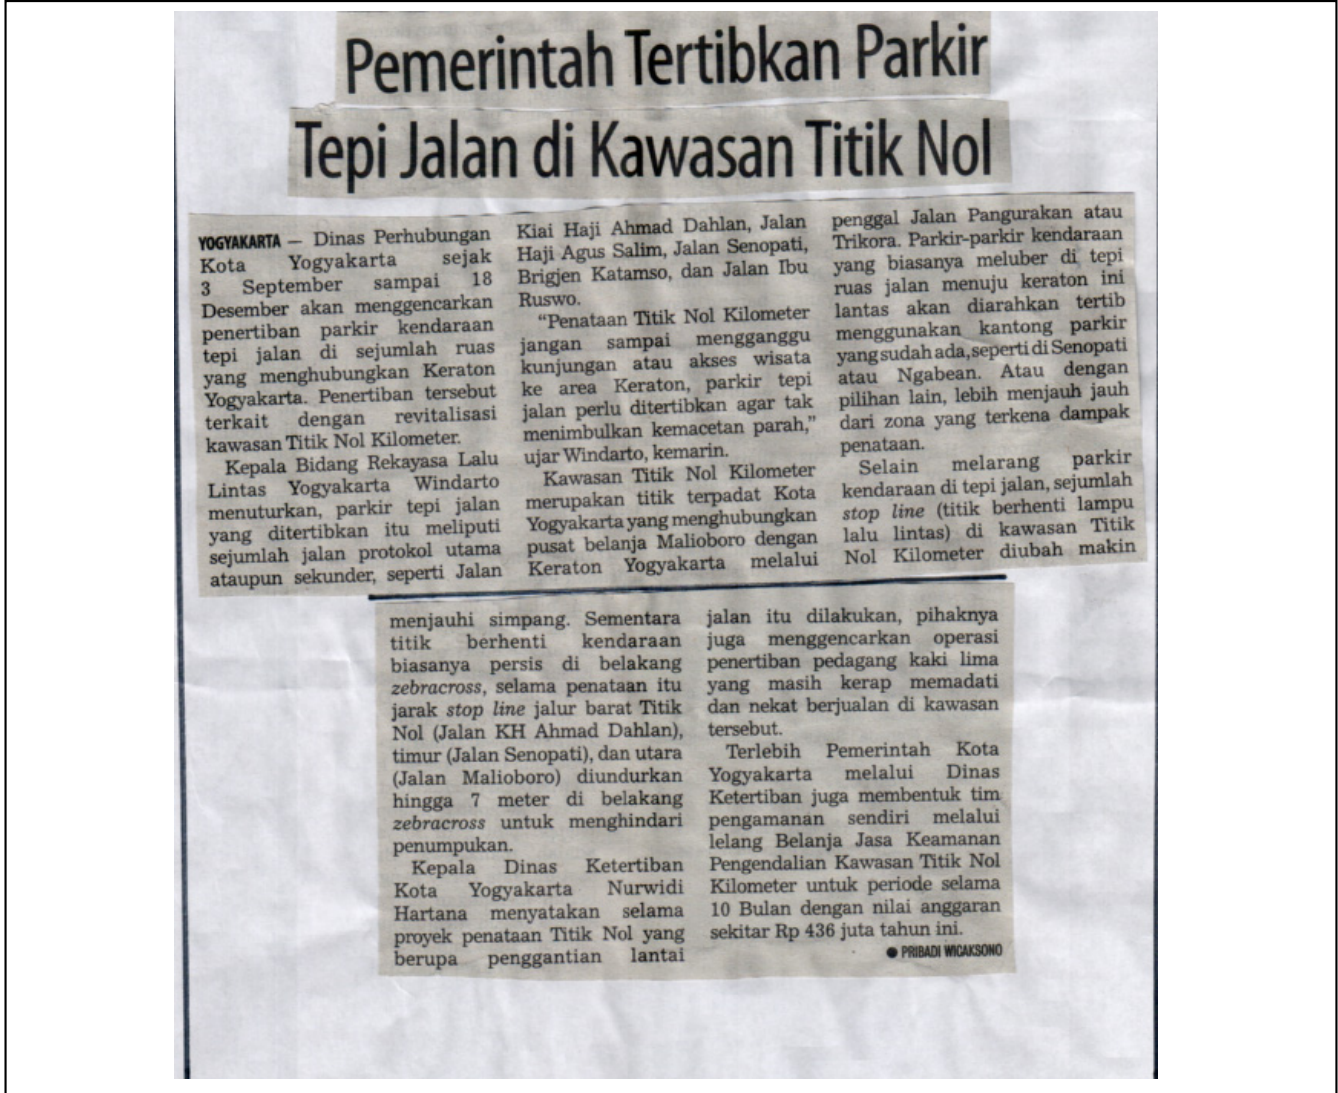 Pemerintah Tertibkan Parkir
Tepi Jalan di Kawasan Titik Nol
YOGYAKARTA — Dinas Perhubungan
Kota Yogyakarta sejak
3 September sampai 18
Desember akan menggencarkan
penertiban parkir kendaraan
tepi jalan di sejumlah ruas
yang menghubungkan Keraton
Yogyakarta. Penertiban tersebut
terkait dengan revitalisasi
kawasan Titik Nol Kilometer.
Kepala Bidang Rekayasa Lalu
Lintas Yogyakarta Windarto
menuturkan, parkir tepi jalan
yang ditertibkan itu meliputi
sejumlah jalan protokol utama
ataupun sekunder, seperti Jalan
Kiai Haji Ahmad Dahlan, Jalan
Haji Agus Salim, Jalan Senopati,
Brigjen Katamso, dan Jalan Ibu
Ruswo.
“Penataan Titik Nol Kilometer
jangan sampai mengganggu
kunjungan atau akses wisata
ke area Keraton, parkir tepi
jalan perlu ditertibkan agar tak
menimbulkan kemacetan parah,”
ujar Windarto, kemarin.
Kawasan Titik Nol Kilometer
merupakan titik terpadat Kota
Yogyakarta yang menghubungkan
pusat belanja Malioboro dengan
Keraton Yogyakarta melalui
penggal Jalan Pangurakan atau
Trikora. Parkir-parkir kendaraan
yang biasanya meluber di tepi
ruas jalan menuju keraton ini
lantas akan diarahkan tertib
menggunakan kantong parkir
yang sudah ada, seperti di Senopati
atau Ngabean. Atau dengan
pilihan lain, lebih menjauh jauh
dari zona yang terkena dampak
penataan.
Selain melarang parkir
kendaraan di tepi jalan, sejumlah
stop line (titik berhenti lampu
lalu lintas) di kawasan Titik
Nol Kilometer diubah makin
menjauhi simpang. Sementara
titik berhenti kendaraan
biasanya persis di belakang
zebracross, selama penataan itu
jarak stop line jalur barat Titik
Nol (Jalan KH Ahmad Dahlan),
timur (Jalan Senopati), dan utara
(Jalan Malioboro) diundurkan
hingga 7 meter di belakang
zebracross untuk menghindari
penumpukan.
Kepala Dinas Ketertiban
Kota Yogyakarta Nurwidi
Hartana menyatakan selama
proyek penataan Titik Nol yang
berupa penggantian lantai
jalan itu dilakukan, pihaknya
juga menggencarkan operasi
penertiban pedagang kaki lima
yang masih kerap memadati
dan nekat berjualan di kawasan
tersebut.
Terlebih Pemerintah Kota
Yogyakarta melalui Dinas
Ketertiban juga membentuk tim
pengamanan sendiri melalui
lelang Belanja Jasa Keamanan
Pengendalian Kawasan Titik Nol
Kilometer untuk periode selama
10 Bulan dengan nilai anggaran
sekitar Rp 436 juta tahun ini.
● PRIBADI WICAKSONO